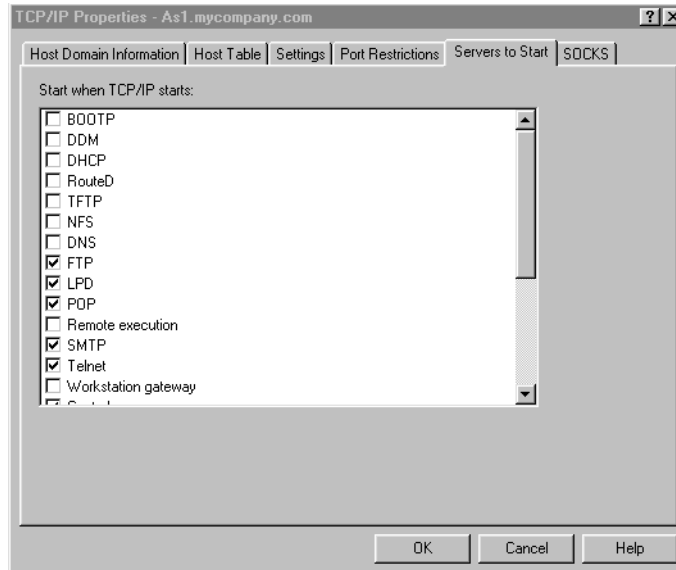 TCP/IP Properties - As1.mycompany.com
Host Domain Information Host Table Settings Port Restrictions Servers to Start SOCKS
Start when TCP/IP starts:
BOOTP
DDM
DHCP
RouteD
TFTP
NFS
DNS
FTP
LPD
POP
Remote execution
SMTP
Telnet
Workstation gateway
OK Cancel Help